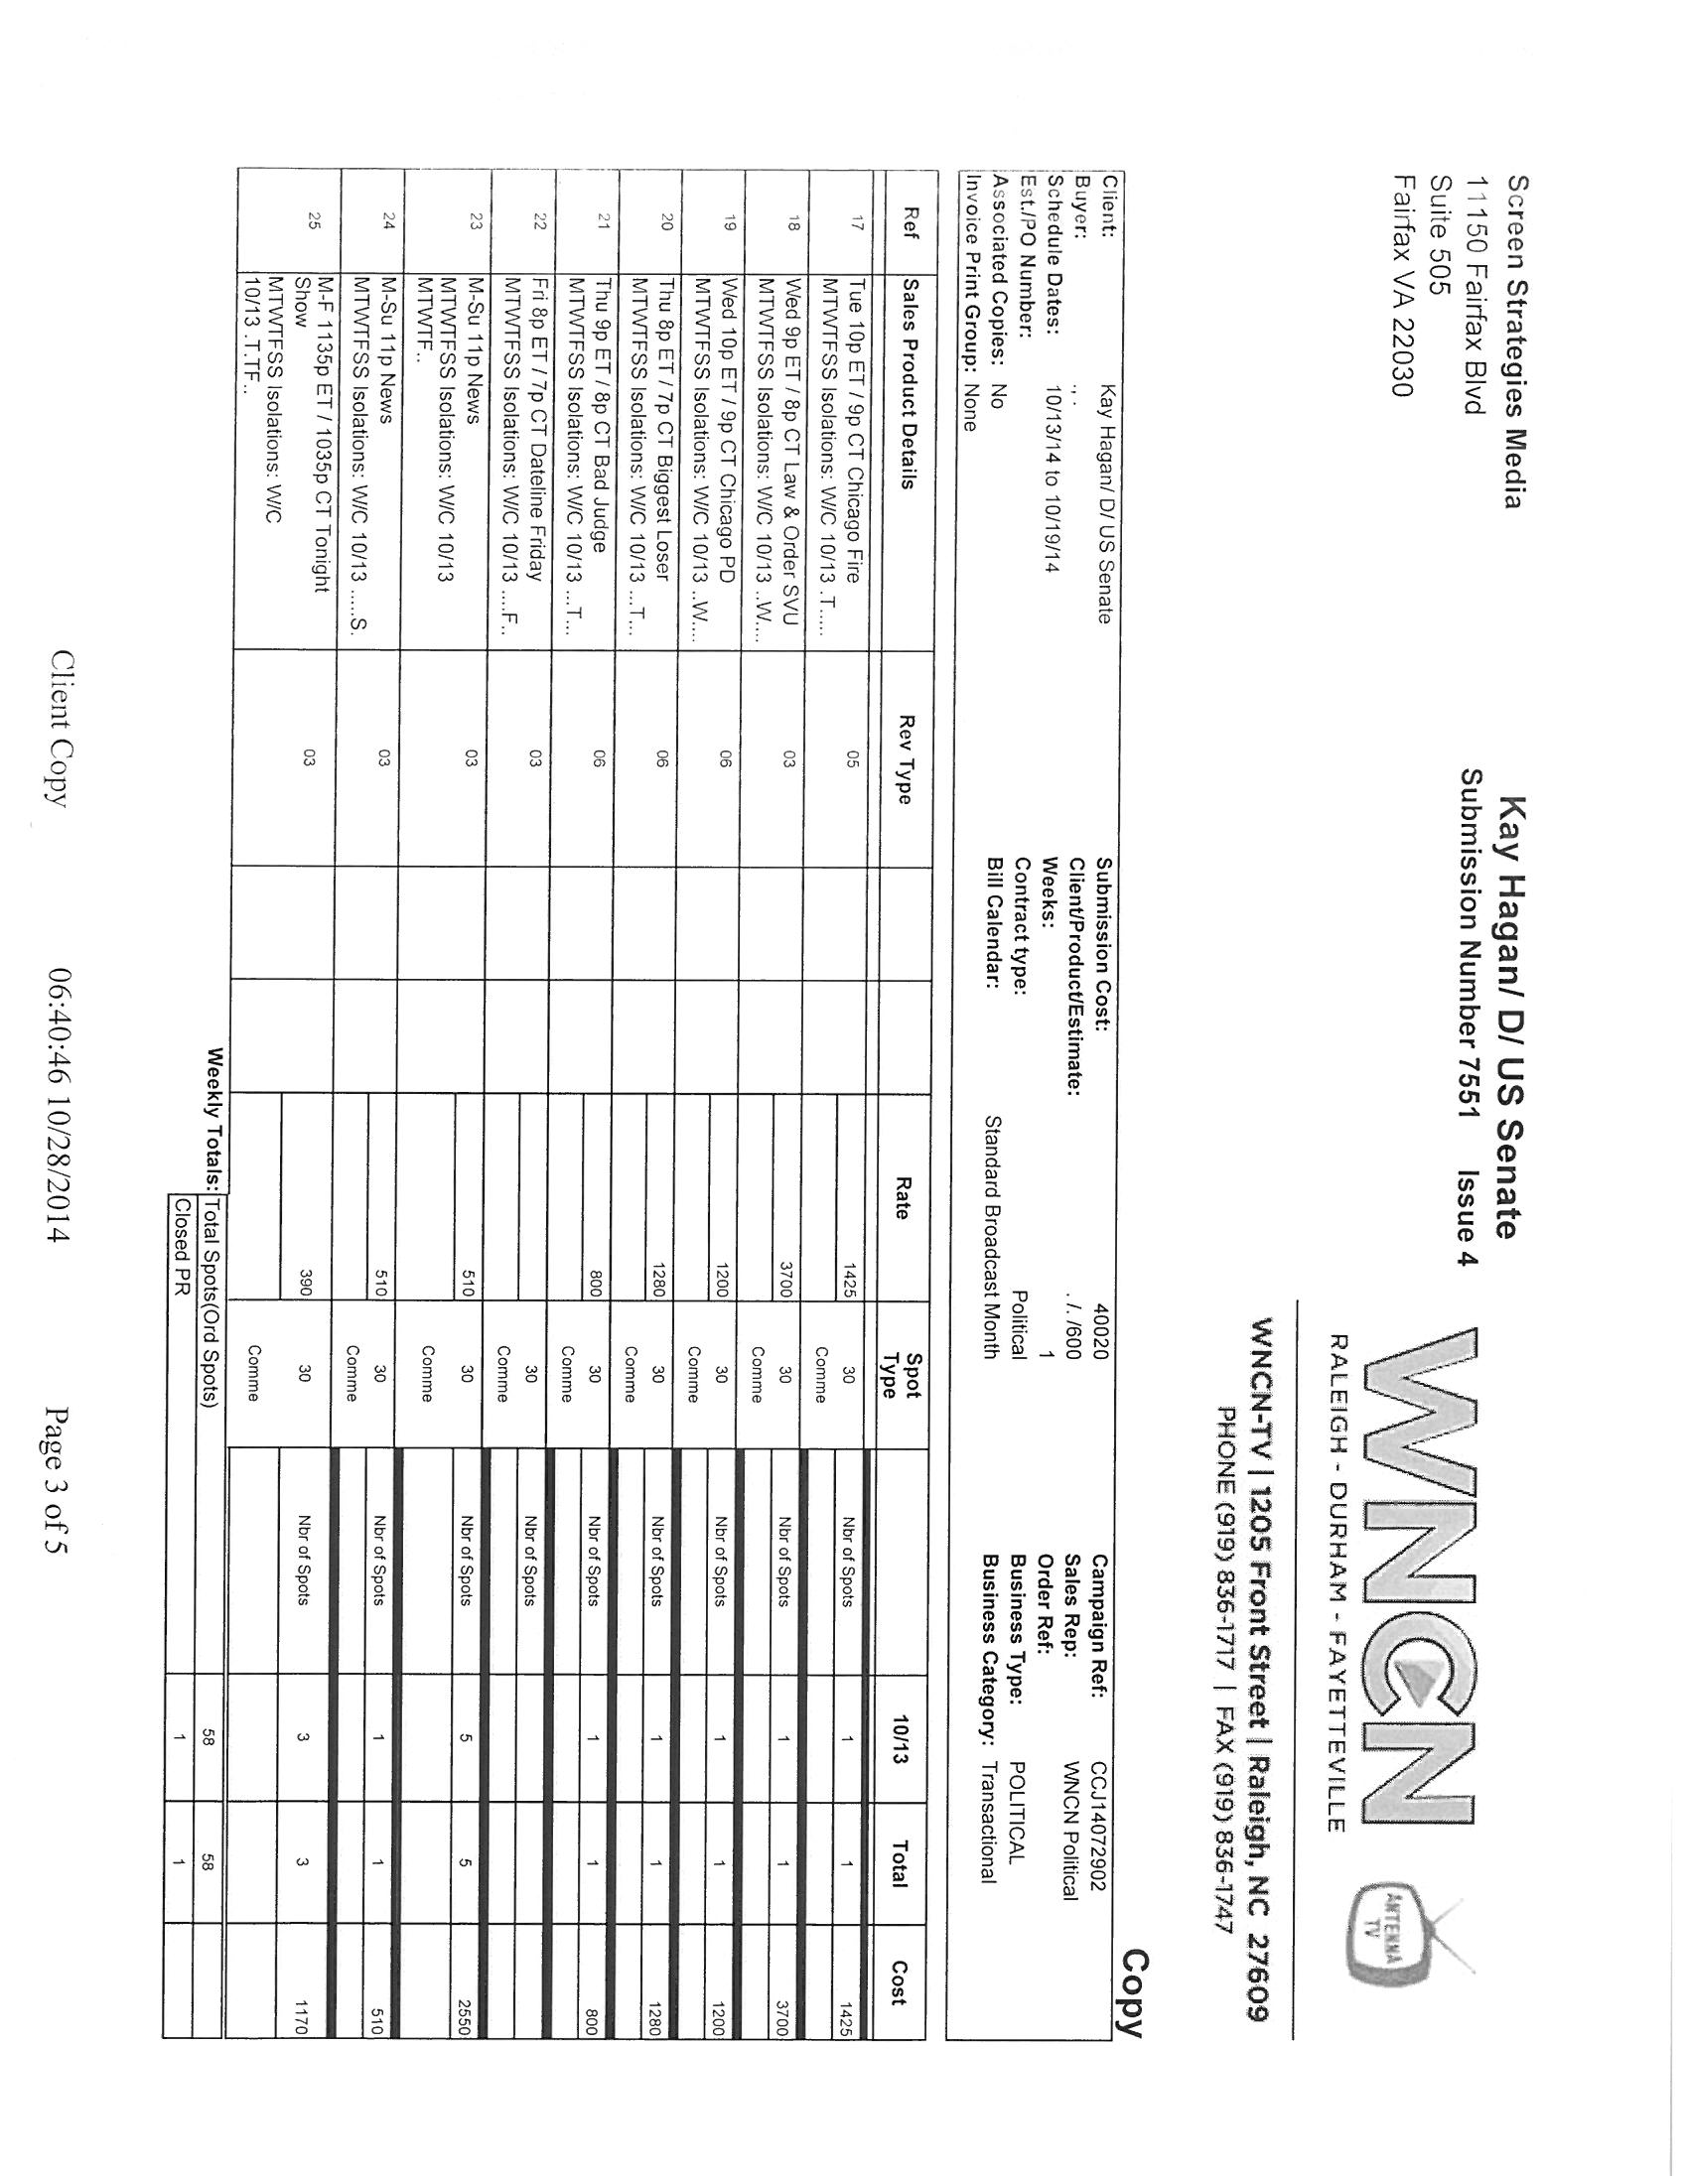 Screen Strategies Media
11150 Fairfax Blvd
Suite 505
Fairfax VA 22030
Kay Hagan/ D/ US Senate
Submission Number 7551 Issue 4
WNCN
ANTENNA
TV
RALEIGH - DURHAM - FAYETTEVILLE
WNCN-TV | 1205 Front Street | Raleigh, NC 27609
PHONE (919) 836-1717 | FAX (919) 836-1747
Copy
Client: Kay Hagan/ D/ US Senate Submission Cost: 40020 Campaign Ref: CCJ14072902
Buyer: ., . Client/Product/Estimate: . /. /600 Sales Rep: WNCN Political
Schedule Dates: 10/13/14 to 10/19/14 Weeks: 1 Order Ref:
Est./PO Number: Contract type: Political Business Type: POLITICAL
Associated Copies: No Bill Calendar: Standard Broadcast Month Business Category: Transactional
Invoice Print Group: None
Ref Sales Product Details Rev Type Rate Spot Type 10/13 Total Cost
17 Tue 10p ET / 9p CT Chicago Fire 05 1425 30 Nbr of Spots 1 1 1425
MTWTFSS Isolations: W/C 10/13 .T..... Comme
18 Wed 9p ET / 8p CT Law & Order SVU 03 3700 30 Nbr of Spots 1 1 3700
MTWTFSS Isolations: W/C 10/13 ..W.... Comme
19 Wed 10p ET / 9p CT Chicago PD 06 1200 30 Nbr of Spots 1 1 1200
MTWTFSS Isolations: W/C 10/13 ..W.... Comme
20 Thu 8p ET / 7p CT Biggest Loser 06 1280 30 Nbr of Spots 1 1 1280
MTWTFSS Isolations: W/C 10/13 ...T... Comme
21 Thu 9p ET / 8p CT Bad Judge 06 800 30 Nbr of Spots 1 1 800
MTWTFSS Isolations: W/C 10/13 ...T... Comme
22 Fri 8p ET / 7p CT Dateline Friday 03 30 Nbr of Spots
MTWTFSS Isolations: W/C 10/13 ....F.. Comme
23 M-Su 11p News 03 510 30 Nbr of Spots 5 5 2550
MTWTFSS Isolations: W/C 10/13
MTWTF.. Comme
24 M-Su 11p News 03 510 30 Nbr of Spots 1 1 510
MTWTFSS Isolations: W/C 10/13 .....S. Comme
25 M-F 1135p ET / 1035p CT Tonight 03 390 30 Nbr of Spots 3 3 1170
Show
MTWTFSS Isolations: W/C
10/13 .T.TF.. Comme
Weekly Totals: Total Spots(Ord Spots) 58 58
Closed PR 1 1
Client Copy 06:40:46 10/28/2014 Page 3 of 5